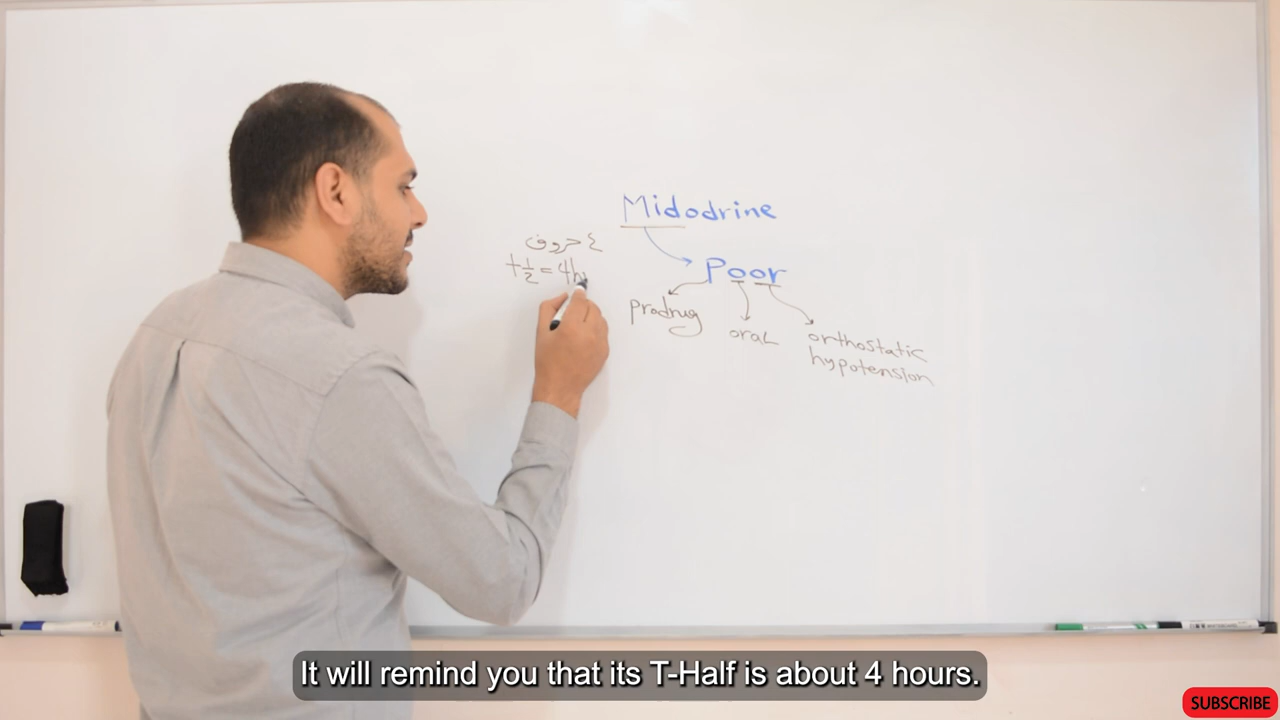 Midodrine
٤ حروف
t½ = 4hr
Poor
prodrug
oral
orthostatic
hypotension
It will remind you that its T-Half is about 4 hours.
SUBSCRIBE